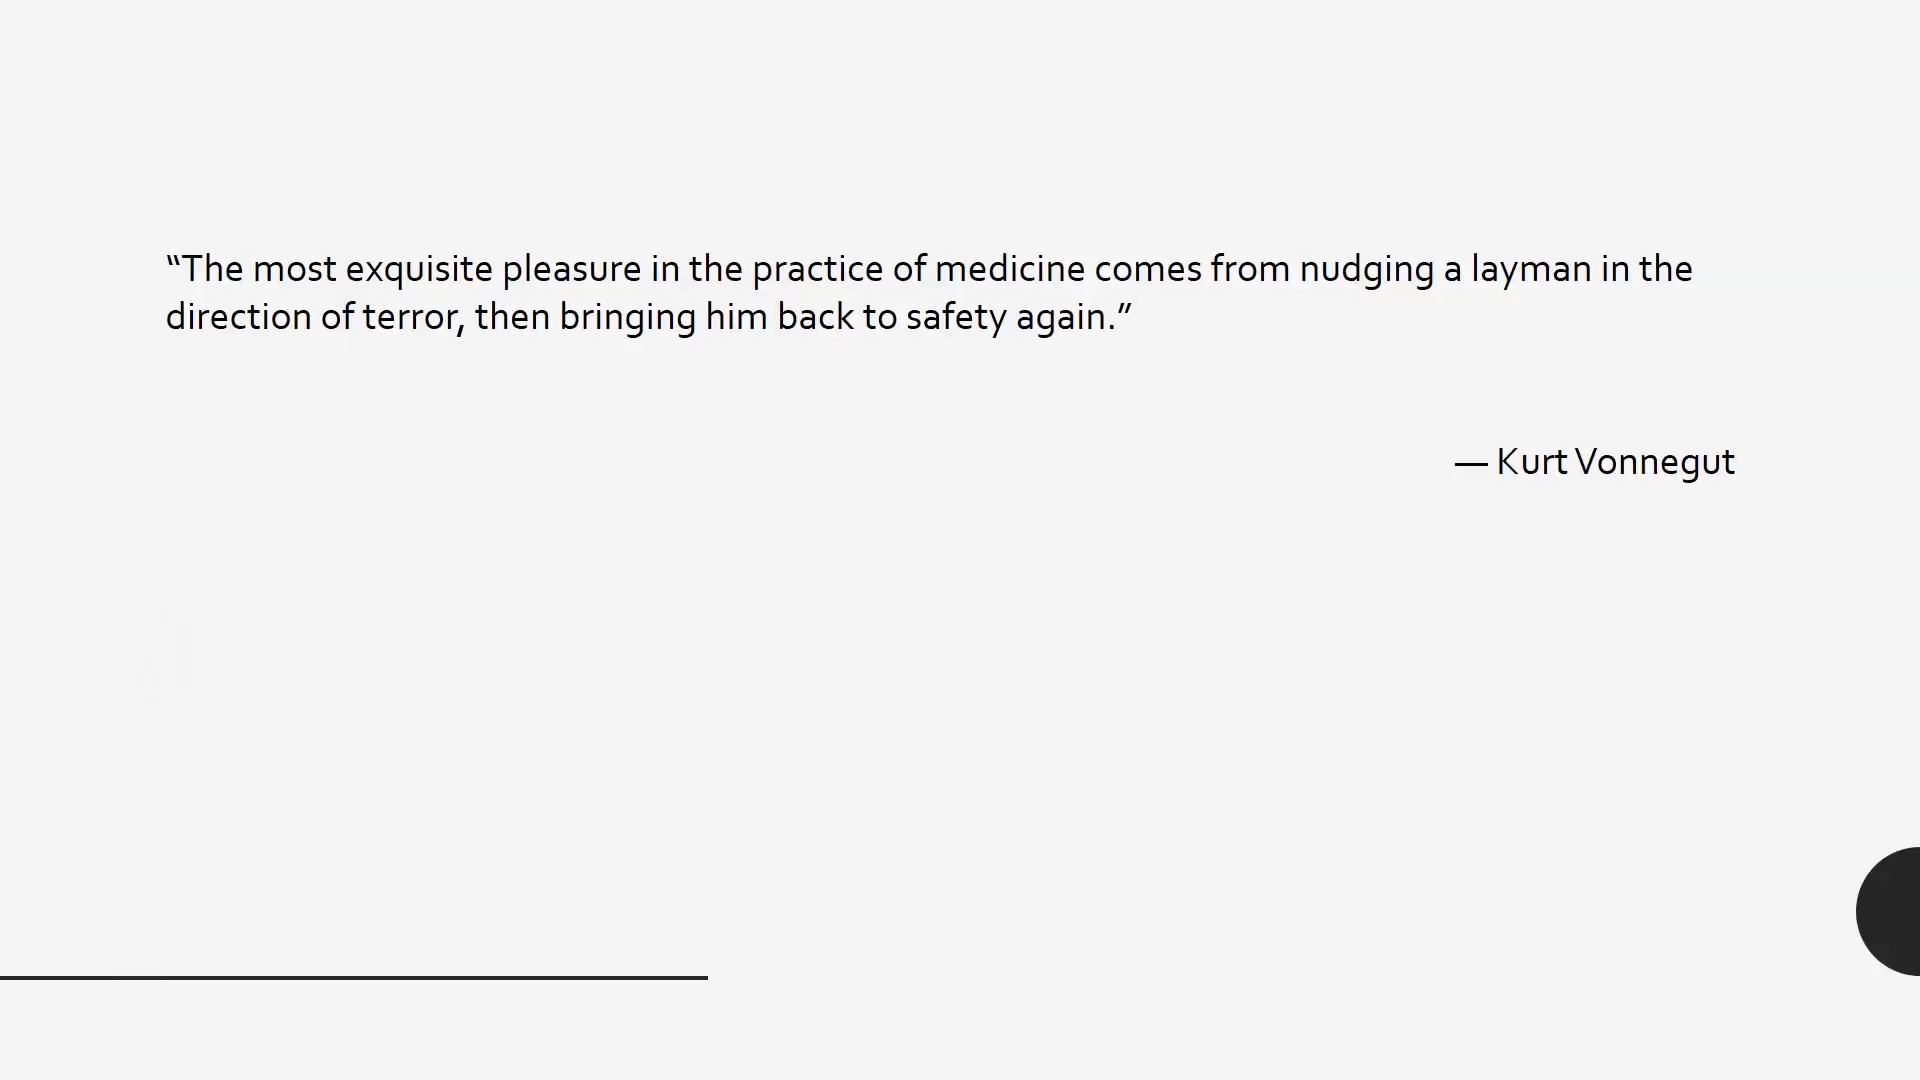 “The most exquisite pleasure in the practice of medicine comes from nudging a layman in the
direction of terror, then bringing him back to safety again.”
— Kurt Vonnegut